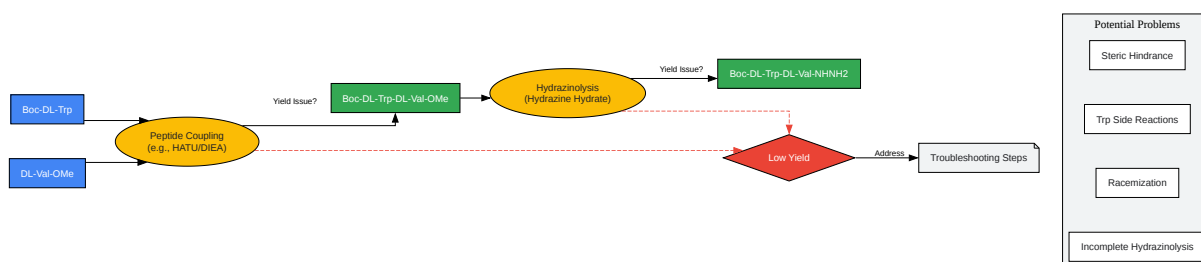 Boc-DL-Trp
DL-Val-OMe
Peptide Coupling
(e.g., HATU/DIEA)
Yield Issue?
Boc-DL-Trp-DL-Val-OMe
Hydrazinolysis
(Hydrazine Hydrate)
Yield Issue?
Boc-DL-Trp-DL-Val-NHNH2
Low Yield
Address
Troubleshooting Steps
Potential Problems
Steric Hindrance
Trp Side Reactions
Racemization
Incomplete Hydrazinolysis